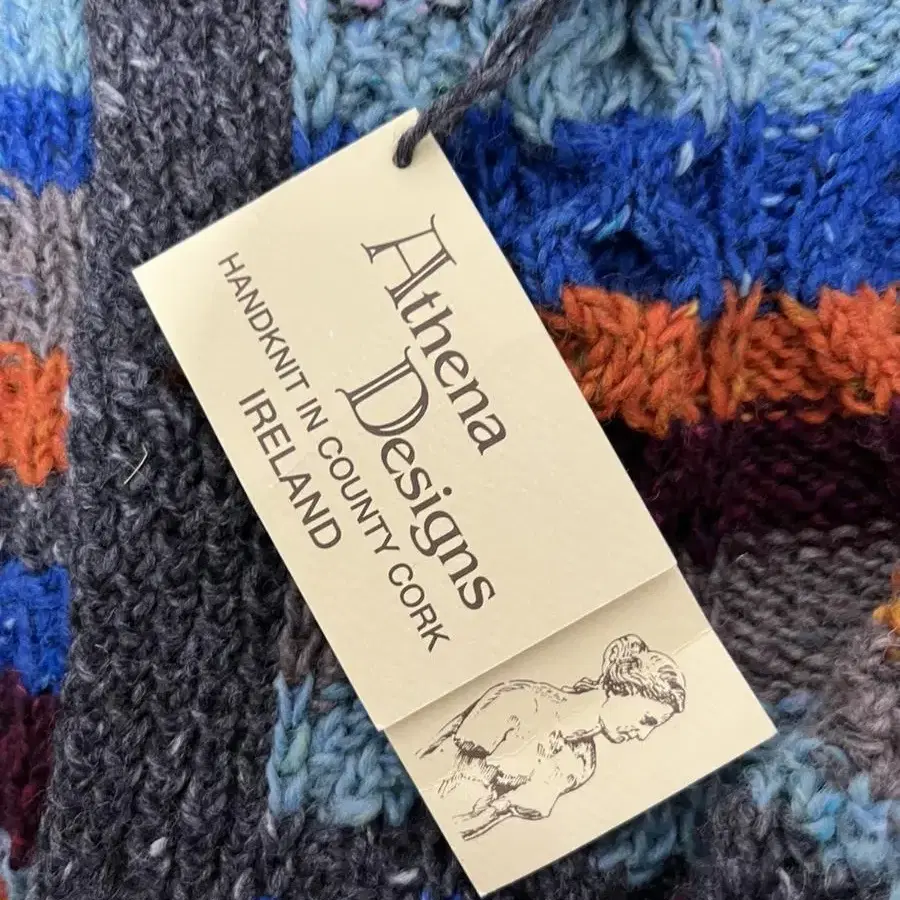 Athena
Designs
HANDKNIT IN COUNTY CORK
IRELAND